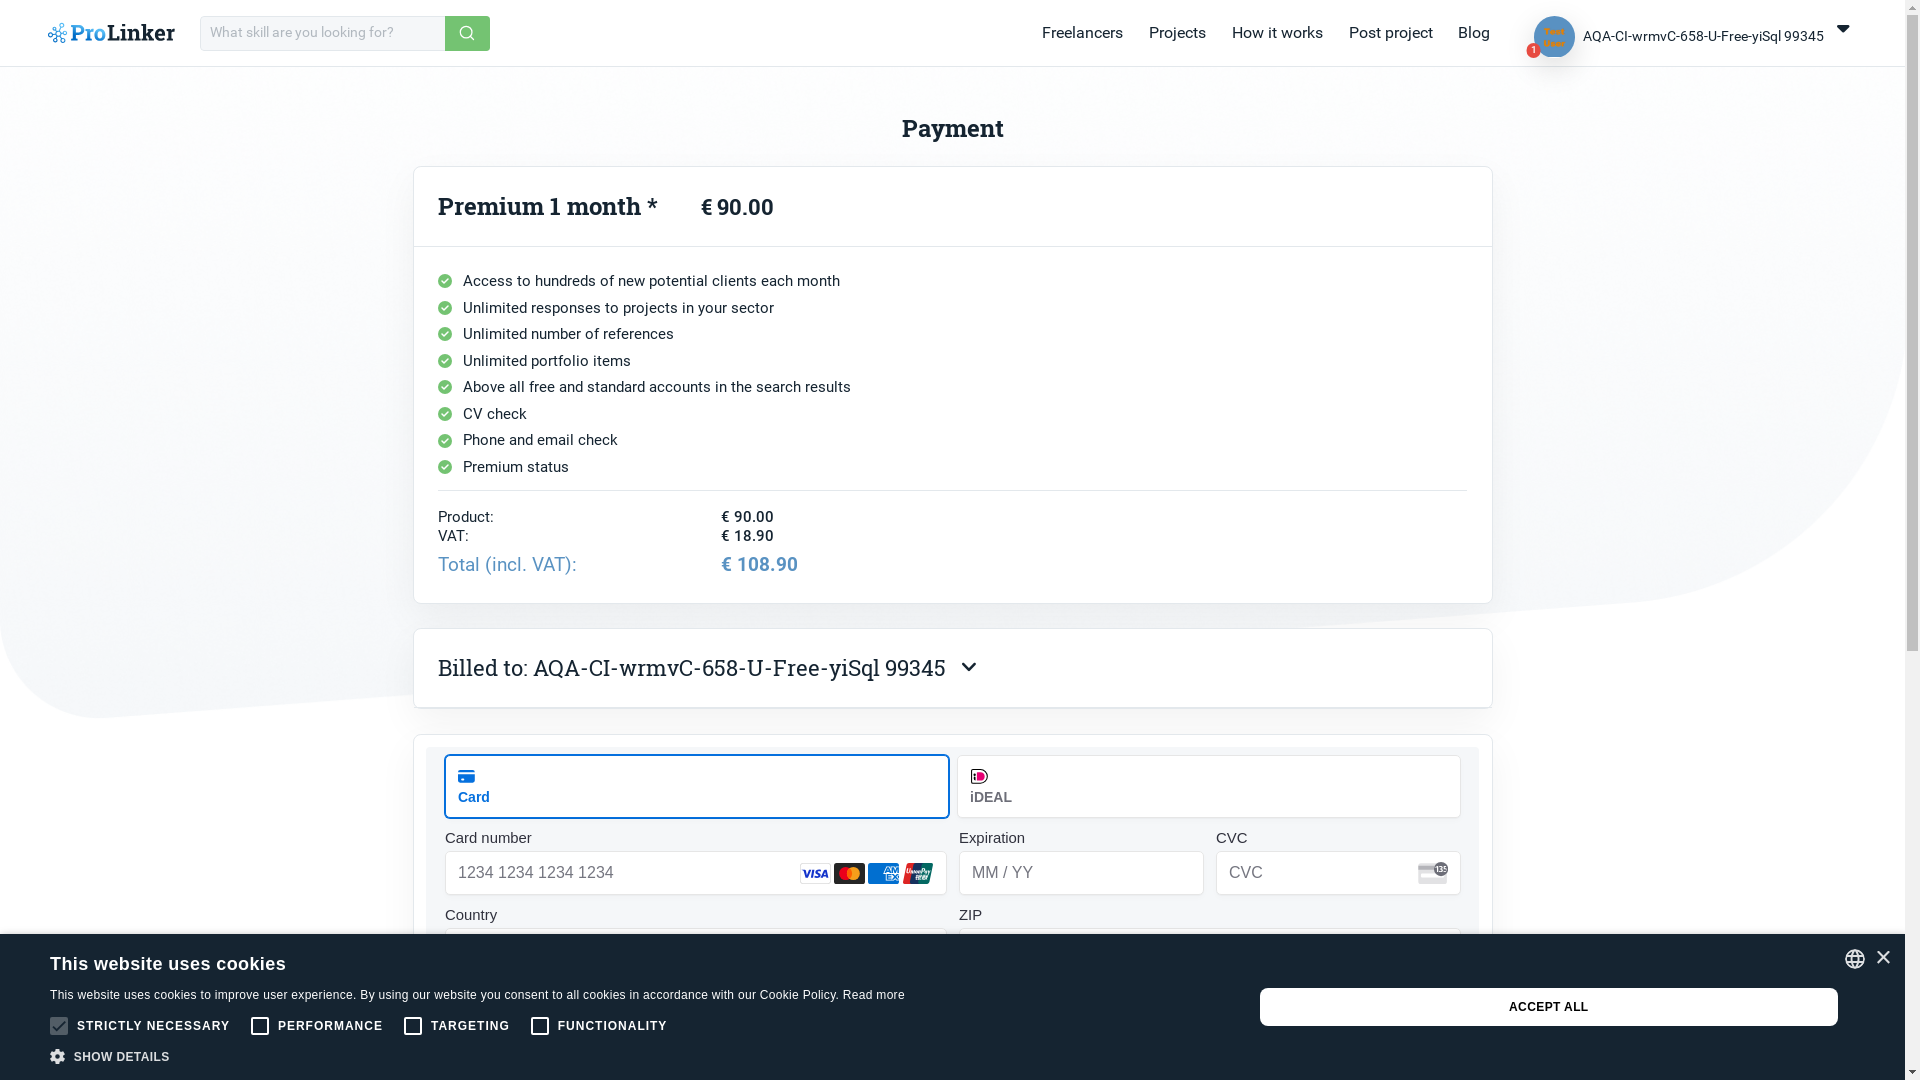 ProLinker
What skill are you looking for?
Freelancers
Projects
How it works
Post project
Blog
Test User
1
AQA-CI-wrmvC-658-U-Free-yiSql 99345
Payment
Premium 1 month * € 90.00
Access to hundreds of new potential clients each month
Unlimited responses to projects in your sector
Unlimited number of references
Unlimited portfolio items
Above all free and standard accounts in the search results
CV check
Phone and email check
Premium status
Product: € 90.00
VAT: € 18.90
Total (incl. VAT): € 108.90
Billed to: AQA-CI-wrmvC-658-U-Free-yiSql 99345
Card
iDEAL
Card number
Expiration
CVC
1234 1234 1234 1234
VISA
AMEX
UnionPay
MM / YY
CVC
135
Country
ZIP
This website uses cookies
This website uses cookies to improve user experience. By using our website you consent to all cookies in accordance with our Cookie Policy. Read more
STRICTLY NECESSARY
PERFORMANCE
TARGETING
FUNCTIONALITY
SHOW DETAILS
ACCEPT ALL